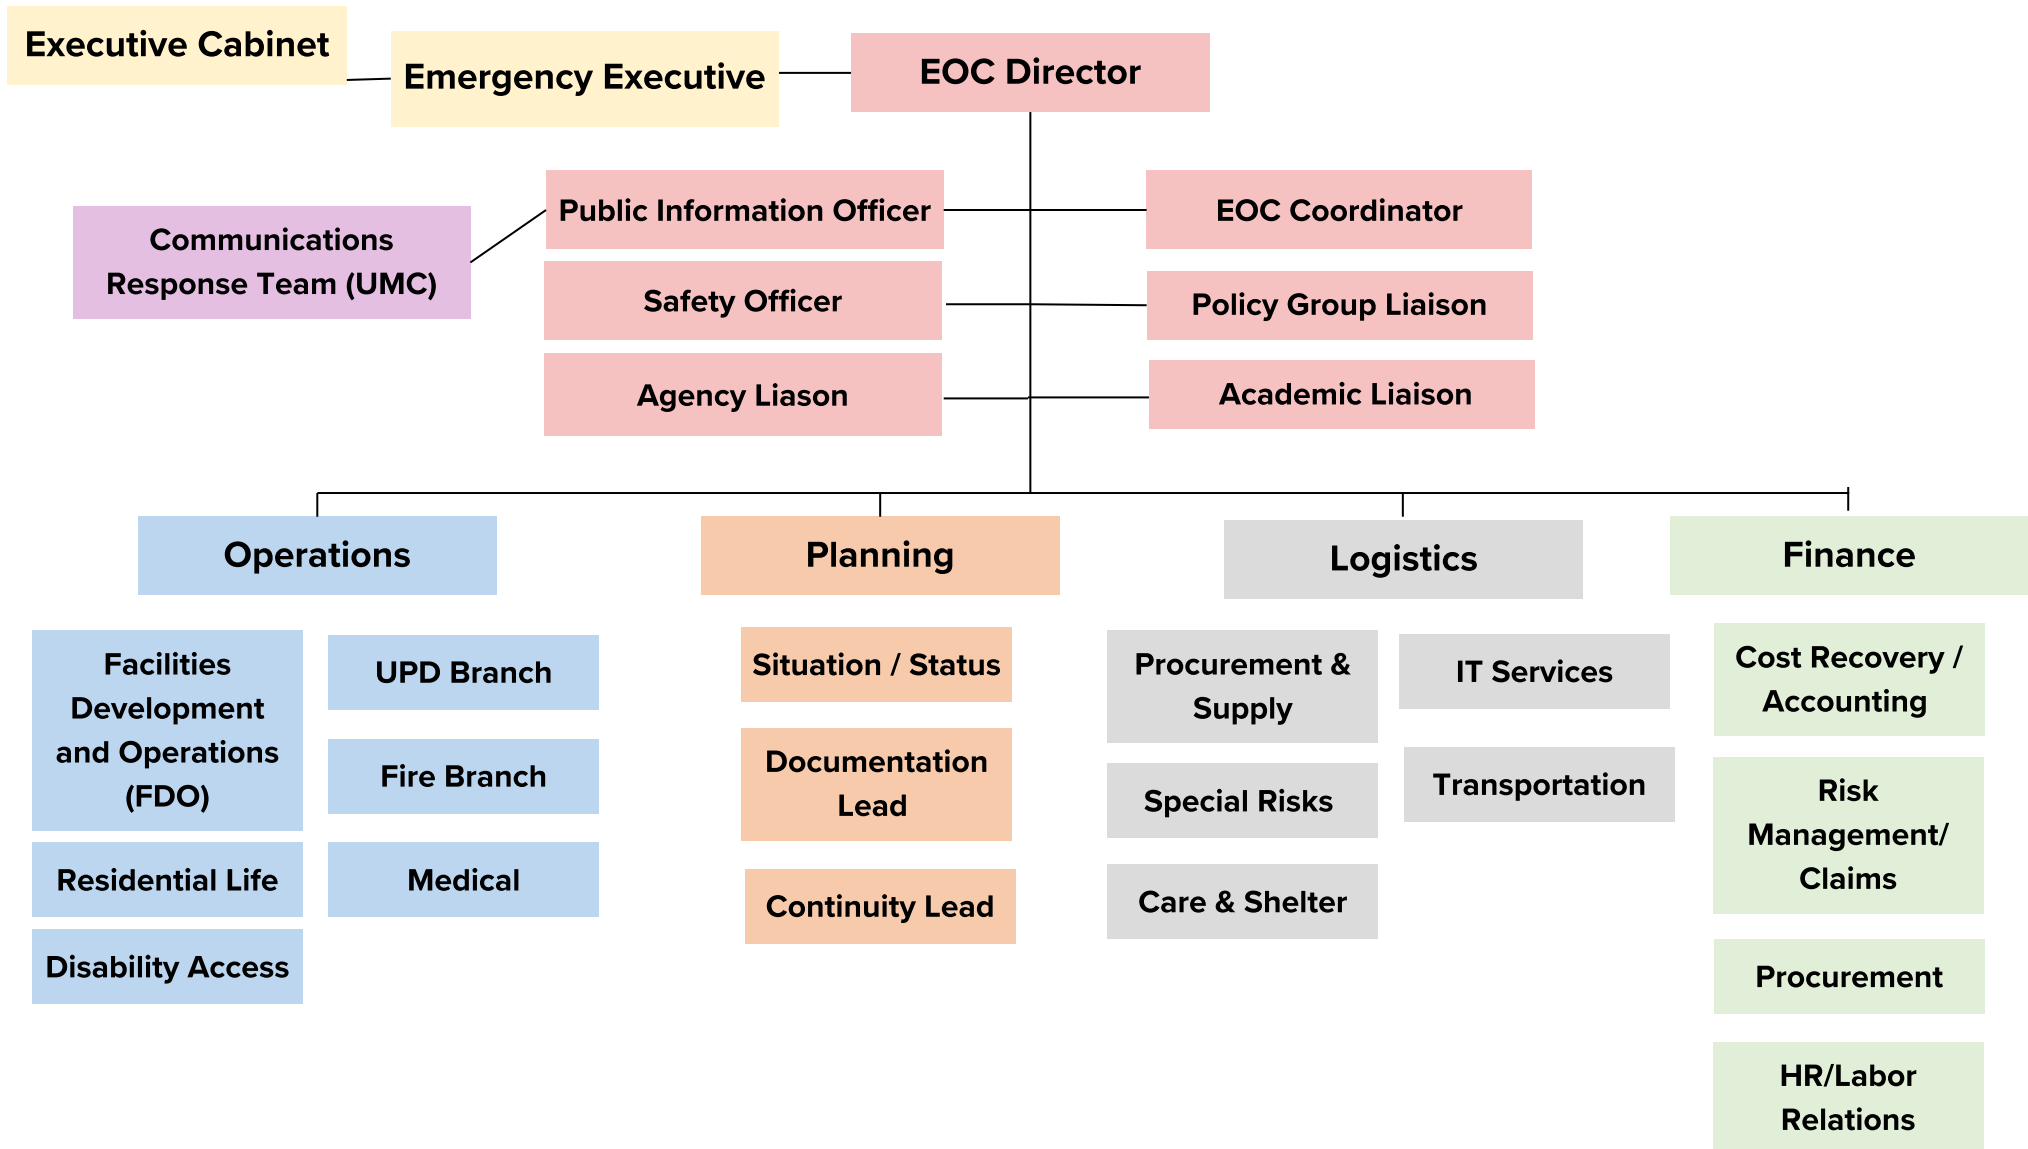 Executive Cabinet
Emergency Executive
EOC Director
Public Information Officer
EOC Coordinator
Communications
Response Team (UMC)
Safety Officer
Policy Group Liaison
Agency Liason
Academic Liaison
Operations
Planning
Logistics
Finance
Facilities
Development
and Operations
(FDO)
Residential Life
Disability Access
UPD Branch
Fire Branch
Medical
Situation / Status
Documentation
Lead
Continuity Lead
Procurement &
Supply
Special Risks
Care & Shelter
IT Services
Transportation
Cost Recovery /
Accounting
Risk
Management/
Claims
Procurement
HR/Labor
Relations